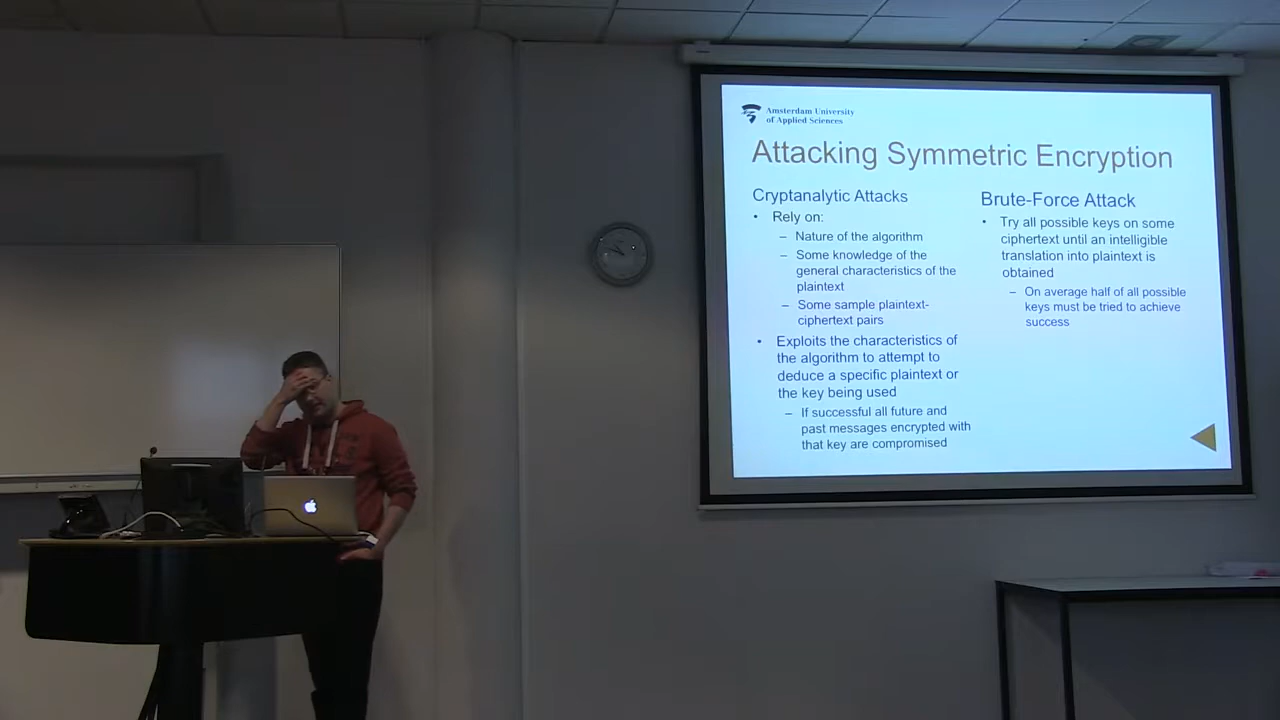 Amsterdam University
of Applied Sciences
Attacking Symmetric Encryption
Cryptanalytic Attacks
• Rely on:
– Nature of the algorithm
– Some knowledge of the
general characteristics of the
plaintext
– Some sample plaintext-
ciphertext pairs
• Exploits the characteristics of
the algorithm to attempt to
deduce a specific plaintext or
the key being used
– If successful all future and
past messages encrypted with
that key are compromised
Brute-Force Attack
• Try all possible keys on some
ciphertext until an intelligible
translation into plaintext is
obtained
– On average half of all possible
keys must be tried to achieve
success